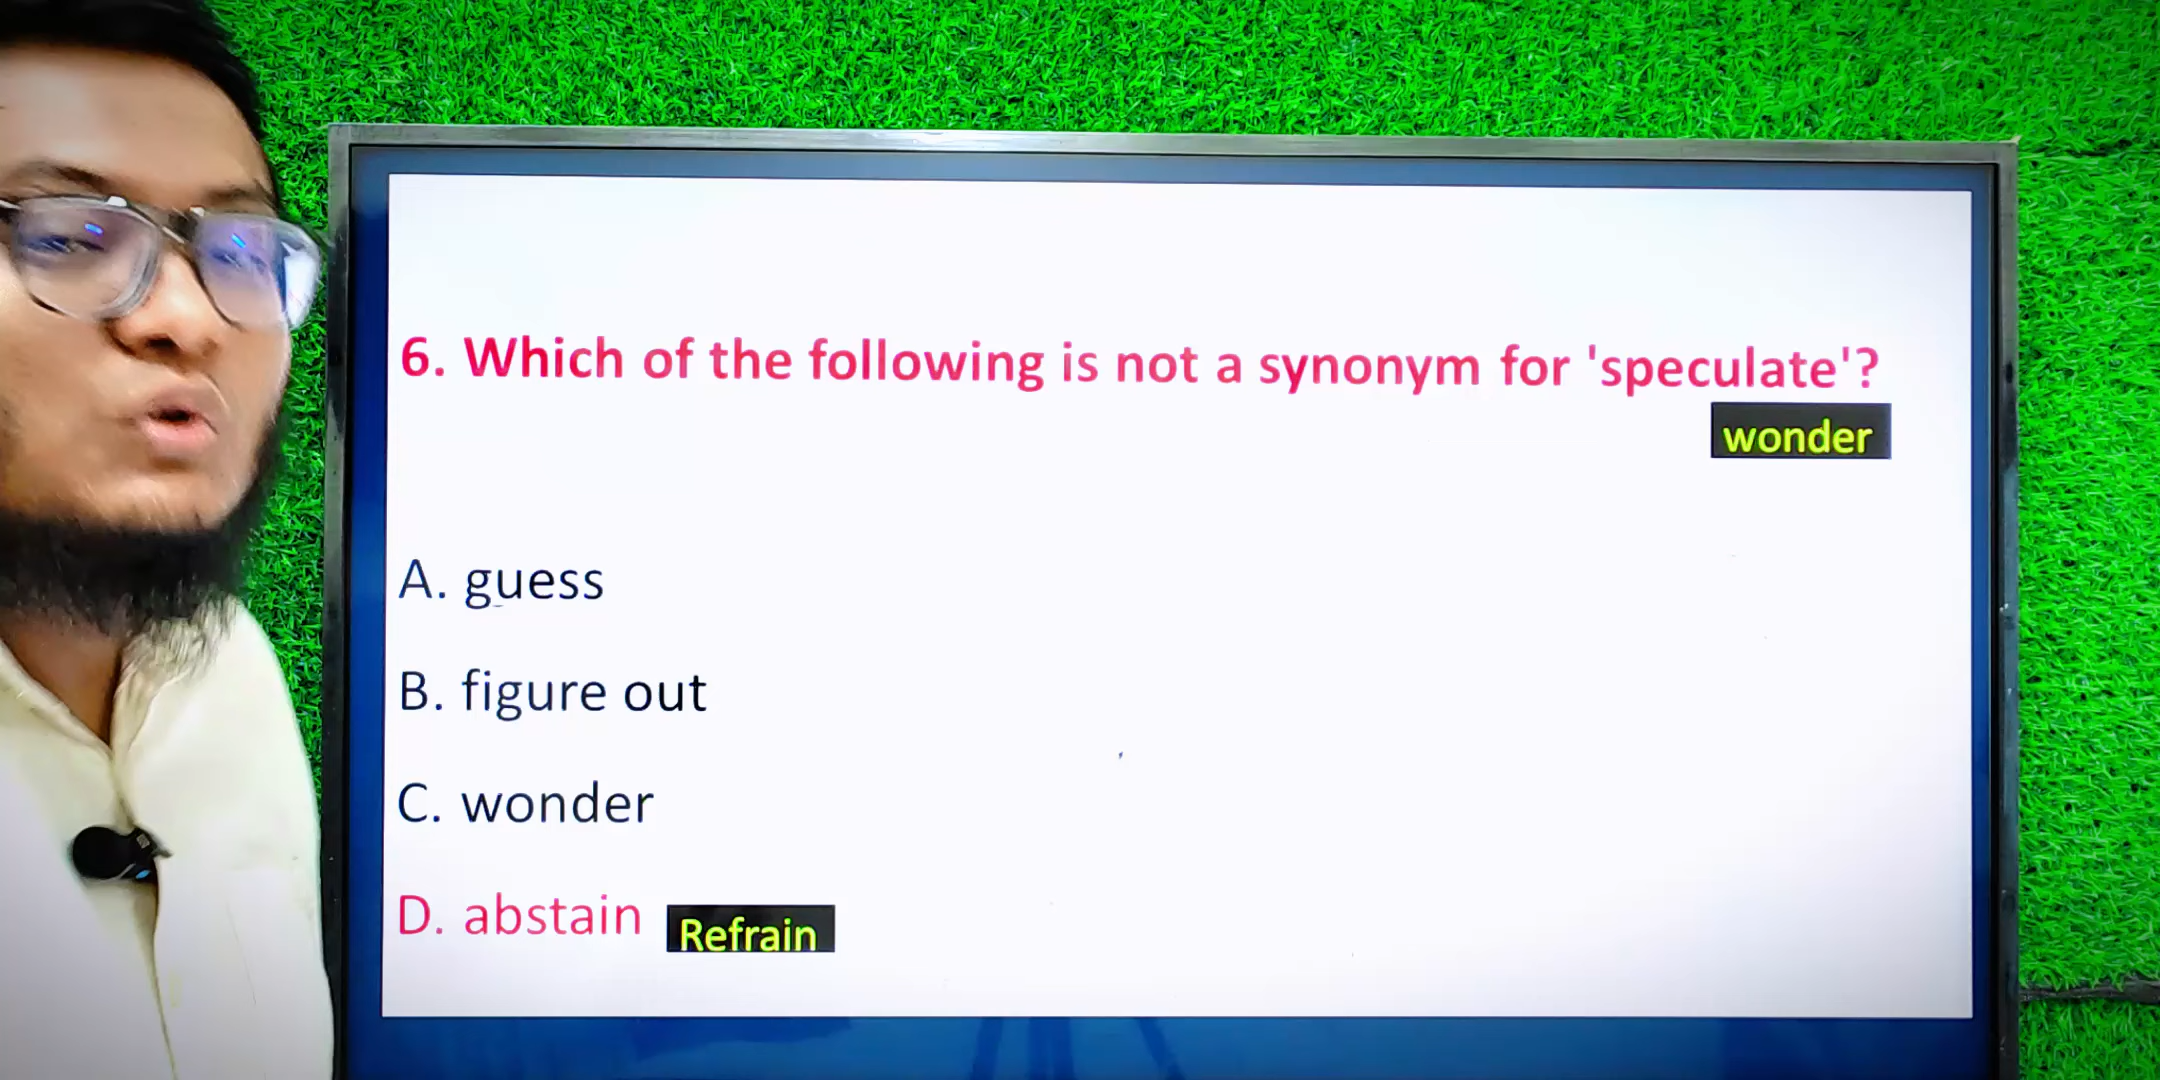 6. Which of the following is not a synonym for 'speculate'?
wonder
A. guess
B. figure out
C. wonder
D. abstain Refrain